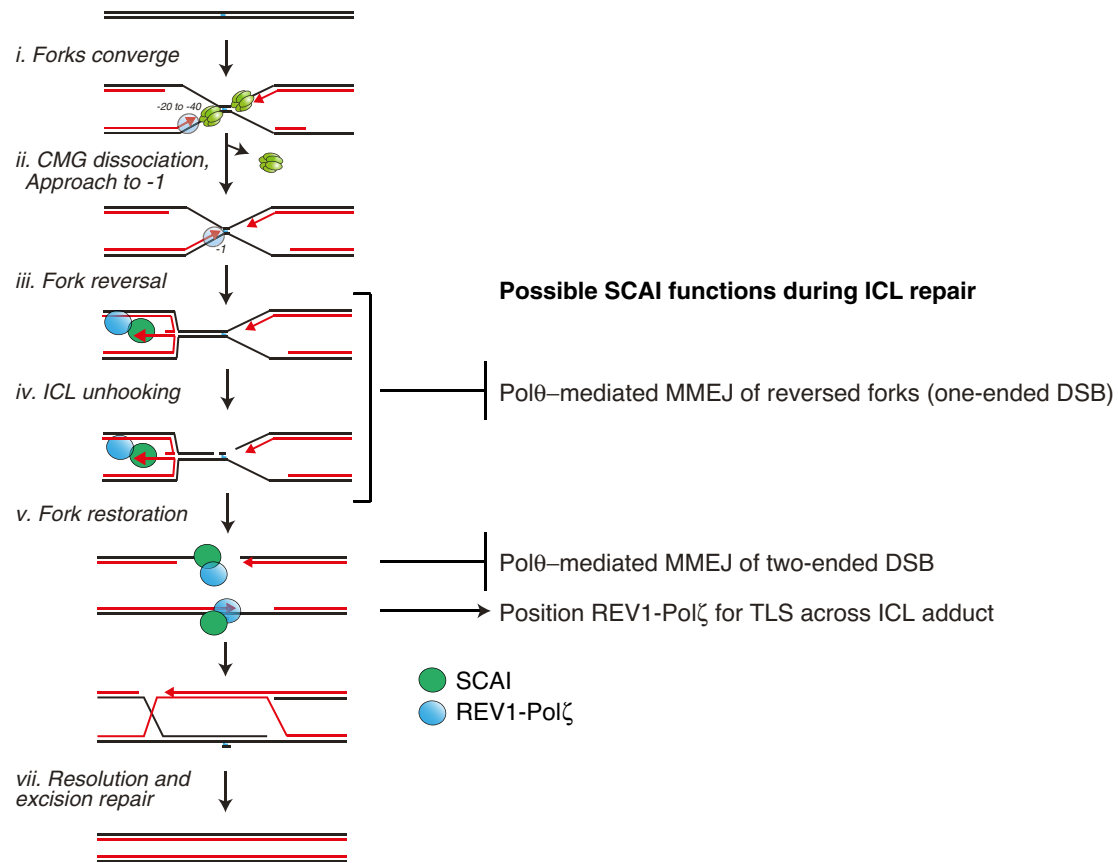 i. Forks converge
-20 to -40
ii. CMG dissociation,
Approach to -1
-1
iii. Fork reversal
Possible SCAI functions during ICL repair
Polθ–mediated MMEJ of reversed forks (one-ended DSB)
iv. ICL unhooking
v. Fork restoration
Polθ–mediated MMEJ of two-ended DSB
Position REV1-Polζ for TLS across ICL adduct
SCAI
REV1-Polζ
vii. Resolution and
excision repair